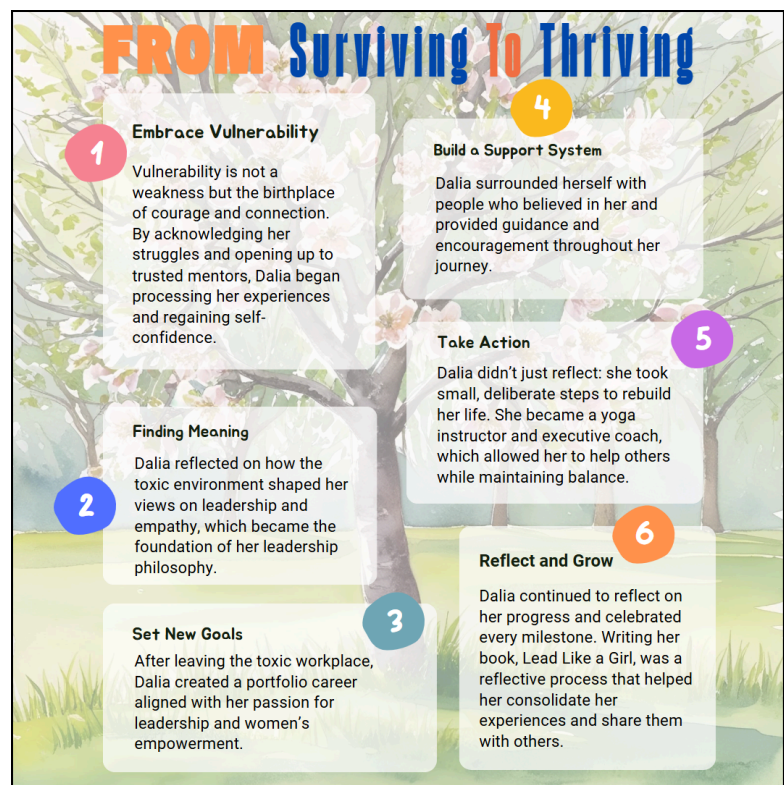 FROM Surviving To Thriving
1
Embrace Vulnerability
Vulnerability is not a
weakness but the birthplace
of courage and connection.
By acknowledging her
struggles and opening up to
trusted mentors, Dalia began
processing her experiences
and regaining self-
confidence.
2
Finding Meaning
Dalia reflected on how the
toxic environment shaped her
views on leadership and
empathy, which became the
foundation of her leadership
philosophy.
3
Set New Goals
After leaving the toxic workplace,
Dalia created a portfolio career
aligned with her passion for
leadership and women’s
empowerment.
4
Build a Support System
Dalia surrounded herself with
people who believed in her and
provided guidance and
encouragement throughout her
journey.
5
Take Action
Dalia didn’t just reflect: she took
small, deliberate steps to rebuild
her life. She became a yoga
instructor and executive coach,
which allowed her to help others
while maintaining balance.
6
Reflect and Grow
Dalia continued to reflect on
her progress and celebrated
every milestone. Writing her
book, Lead Like a Girl, was a
reflective process that helped
her consolidate her
experiences and share them
with others.